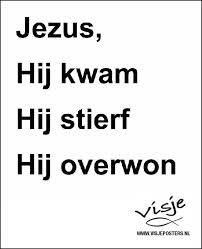 Jezus,
Hij kwam
Hij stierf
Hij overwon
visje
WWW.VISJEPOSTERS.NL